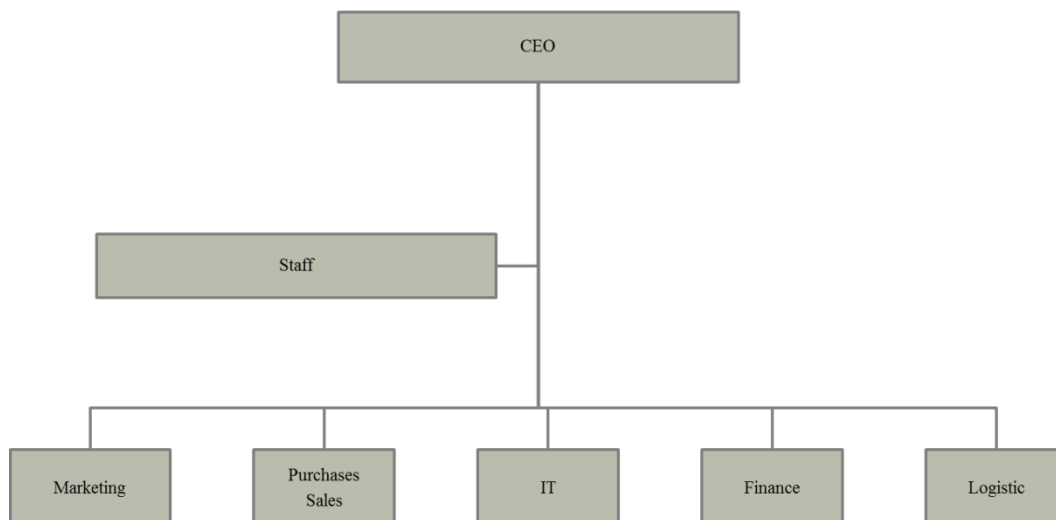 CEO
Staff
Marketing
Purchases
Sales
IT
Finance
Logistic